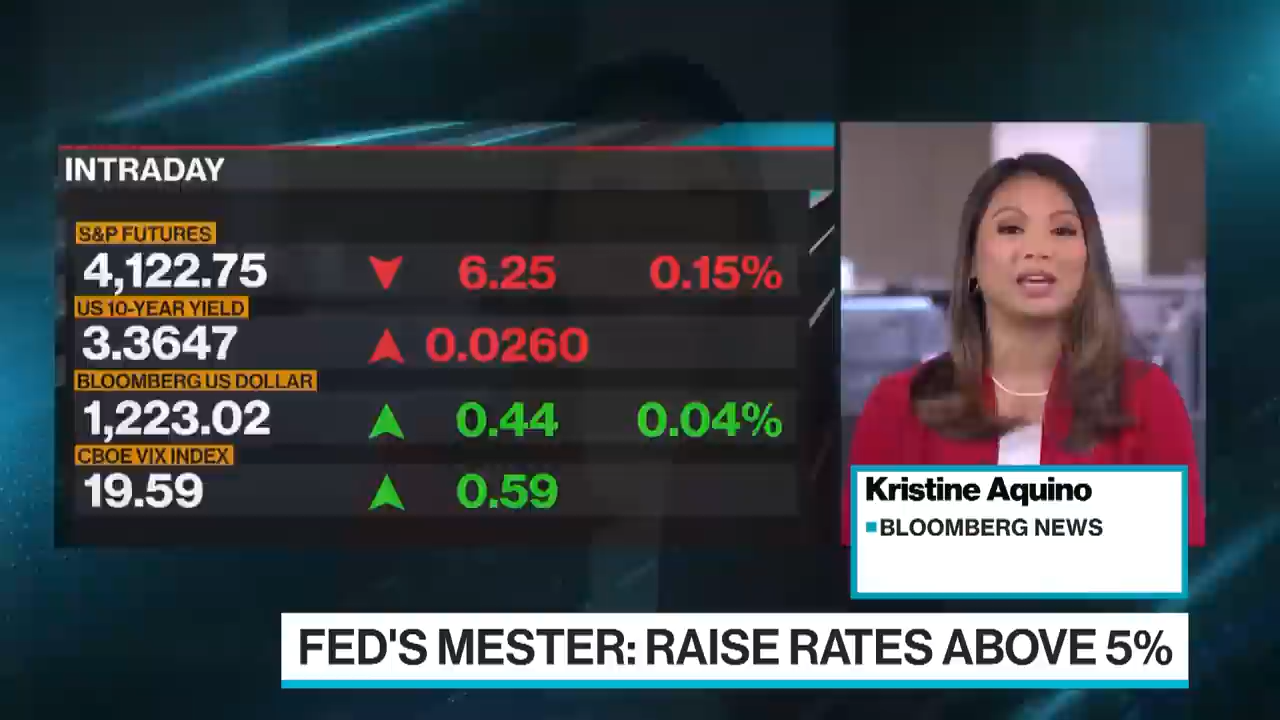 INTRADAY
S&P FUTURES
4,122.75 6.25 0.15%
US 10-YEAR YIELD
3.3647 0.0260
BLOOMBERG US DOLLAR
1,223.02 0.44 0.04%
CBOE VIX INDEX
19.59 0.59
Kristine Aquino
BLOOMBERG NEWS
FED'S MESTER: RAISE RATES ABOVE 5%